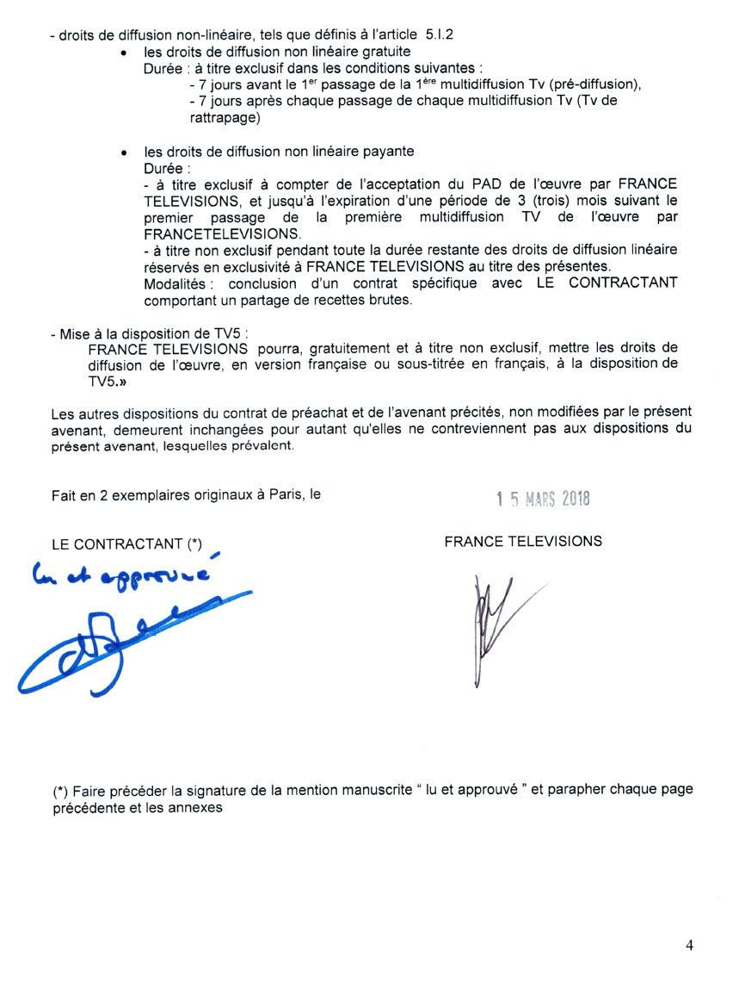 - droits de diffusion non-linéaire, tels que définis à l'article 5.I.2
• les droits de diffusion non linéaire gratuite
Durée : à titre exclusif dans les conditions suivantes :
- 7 jours avant le 1er passage de la 1ère multidiffusion Tv (pré-diffusion),
- 7 jours après chaque passage de chaque multidiffusion Tv (Tv de
rattrapage)
• les droits de diffusion non linéaire payante
Durée :
- à titre exclusif à compter de l'acceptation du PAD de l'œuvre par FRANCE
TELEVISIONS, et jusqu'à l'expiration d'une période de 3 (trois) mois suivant le
premier passage de la première multidiffusion TV de l'œuvre par
FRANCETELEVISIONS.
- à titre non exclusif pendant toute la durée restante des droits de diffusion linéaire
réservés en exclusivité à FRANCE TELEVISIONS au titre des présentes.
Modalités : conclusion d'un contrat spécifique avec LE CONTRACTANT
comportant un partage de recettes brutes.
- Mise à la disposition de TV5 :
FRANCE TELEVISIONS pourra, gratuitement et à titre non exclusif, mettre les droits de
diffusion de l'œuvre, en version française ou sous-titrée en français, à la disposition de
TV5.»
Les autres dispositions du contrat de préachat et de l'avenant précités, non modifiées par le présent
avenant, demeurent inchangées pour autant qu'elles ne contreviennent pas aux dispositions du
présent avenant, lesquelles prévalent.
Fait en 2 exemplaires originaux à Paris, le 15 MARS 2018
LE CONTRACTANT (*) FRANCE TELEVISIONS
lu et approuvé
(*) Faire précéder la signature de la mention manuscrite “ lu et approuvé ” et parapher chaque page
précédente et les annexes
4